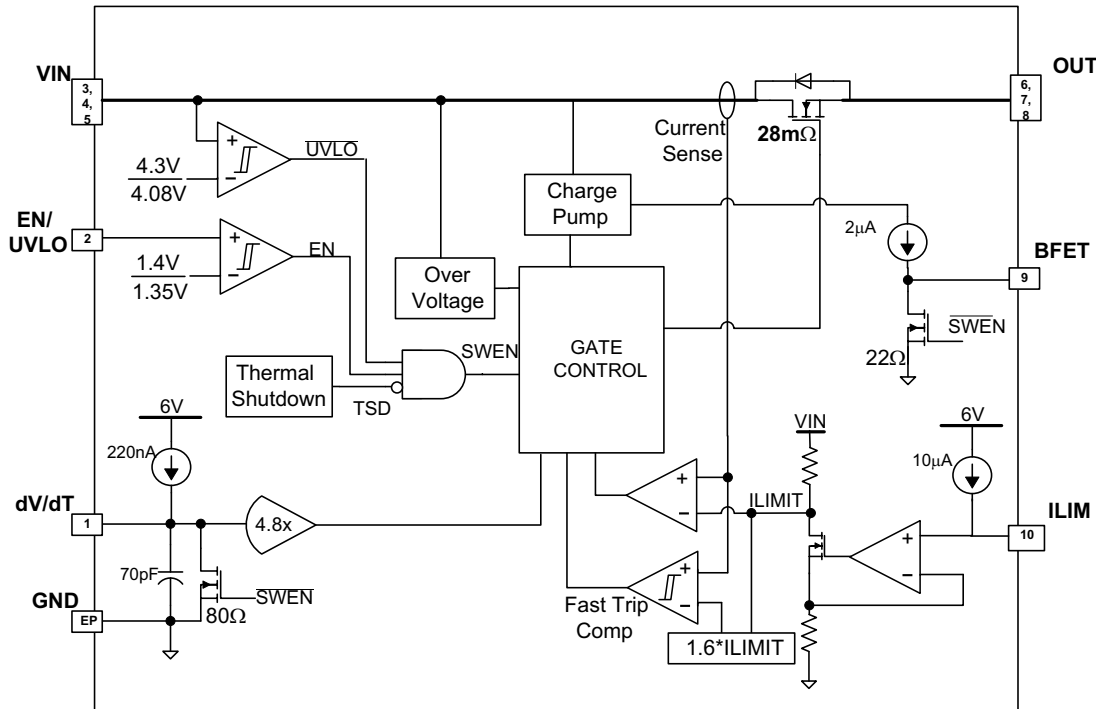 VIN
3,
4,
5
OUT
6,
7,
8
Current
Sense
28mΩ
+
−
UVLO
4.3V
4.08V
EN/
UVLO
2
+
−
EN
1.4V
1.35V
Charge
Pump
2µA
BFET
9
SWEN
22Ω
Over
Voltage
GATE
CONTROL
SWEN
Thermal
Shutdown
TSD
6V
220nA
dV/dT
1
4.8x
70pF
SWEN
80Ω
GND
EP
VIN
6V
10µA
ILIM
10
+
−
ILIMIT
+
−
+
−
Fast Trip
Comp
1.6*ILIMIT